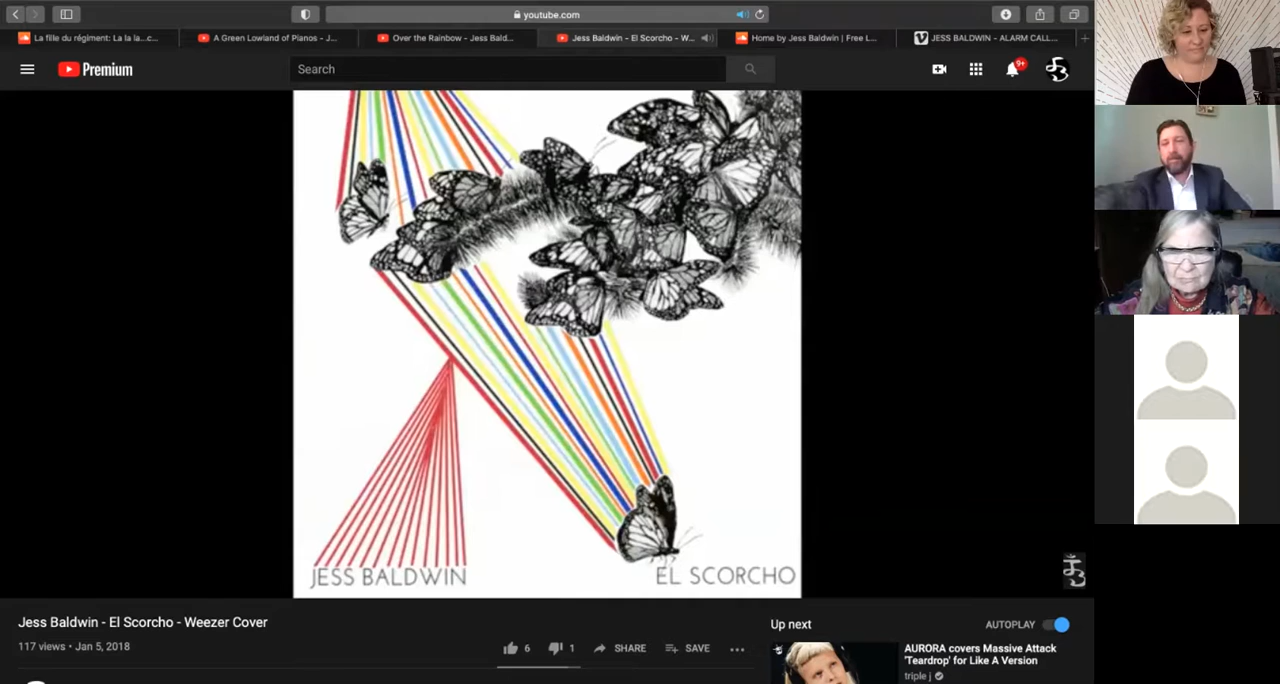 youtube.com
La fille du régiment: La la la...c...
A Green Lowland of Pianos - J...
Over the Rainbow - Jess Bald...
Jess Baldwin - El Scorcho - W...
Home by Jess Baldwin | Free L...
JESS BALDWIN - ALARM CALL...
Premium
Search
9+
JESS BALDWIN
EL SCORCHO
Jess Baldwin - El Scorcho - Weezer Cover
117 views • Jan 5, 2018
6
1
SHARE
SAVE
Up next
AUTOPLAY
AURORA covers Massive Attack
'Teardrop' for Like A Version
triple j